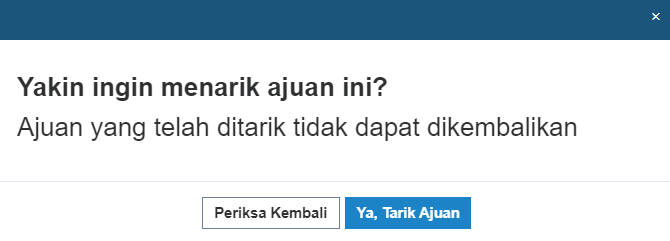 ×
Yakin ingin menarik ajuan ini?
Ajuan yang telah ditarik tidak dapat dikembalikan
Periksa Kembali
Ya, Tarik Ajuan